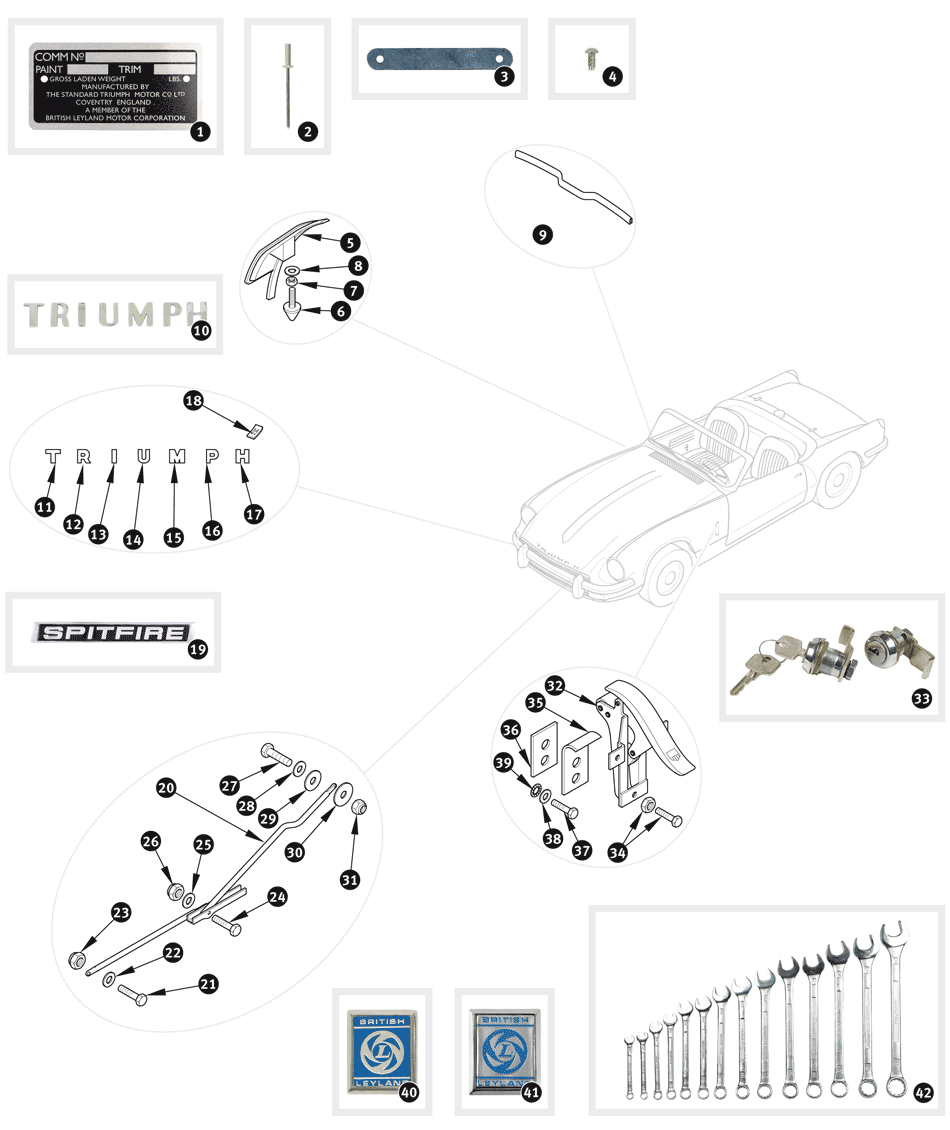 COMM Nº
PAINT TRIM
GROSS LADEN WEIGHT LBS.
MANUFACTURED BY
THE STANDARD TRIUMPH MOTOR CO LTD
COVENTRY ENGLAND
A MEMBER OF THE
BRITISH LEYLAND MOTOR CORPORATION
1
2
3
4
9
5
8
7
6
TRIUMPH
10
18
T R I U M P H
11
12
13
14
15
16
17
TRIUMPH
SPITFIRE
19
32
35
36
39
38
37
34
33
27
28
29
20
30
31
26
25
24
23
22
21
BRITISH
L
LEYLAND
40
BRITISH
L
LEYLAND
41
42